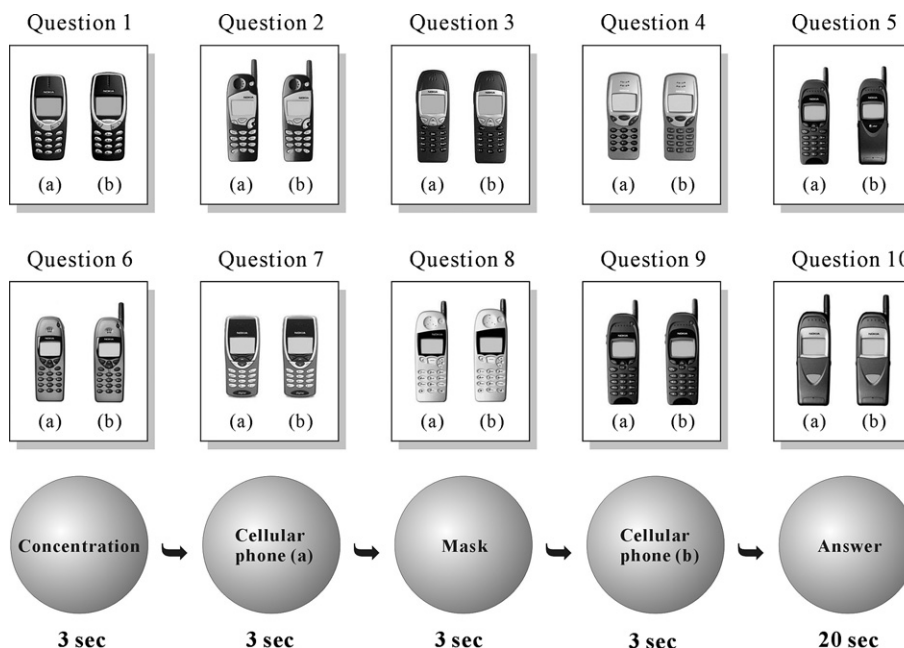 Question 1
Question 2
Question 3
Question 4
Question 5
(a) (b)
(a) (b)
(a) (b)
(a) (b)
(a) (b)
Question 6
Question 7
Question 8
Question 9
Question 10
(a) (b)
(a) (b)
(a) (b)
(a) (b)
(a) (b)
Concentration
Cellular
phone (a)
Mask
Cellular
phone (b)
Answer
3 sec
3 sec
3 sec
3 sec
20 sec